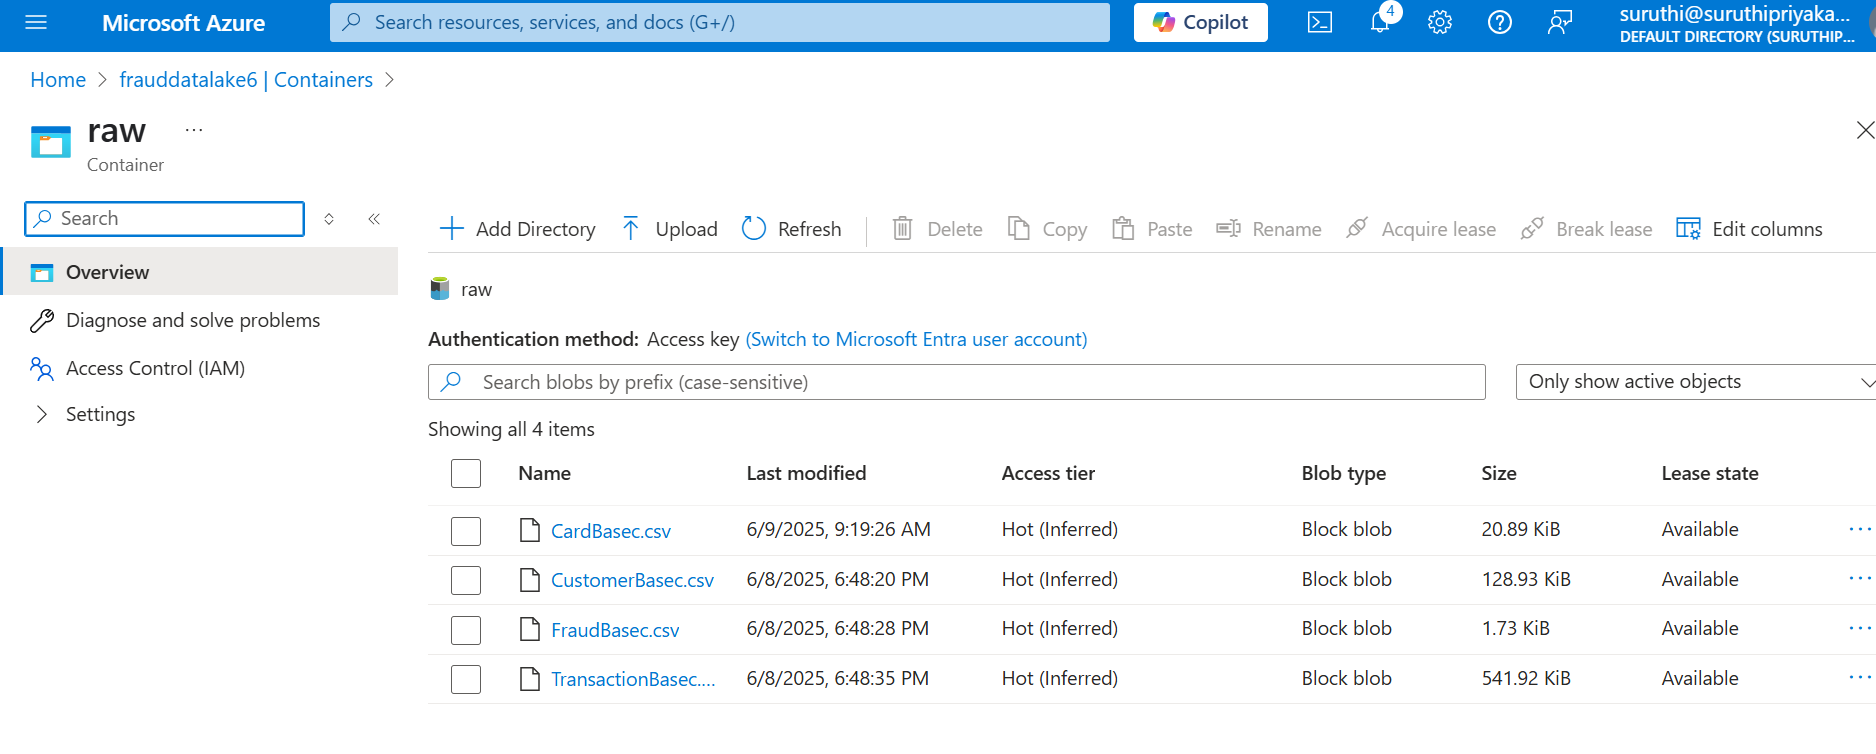 Microsoft Azure
Search resources, services, and docs (G+/)
Copilot
4
suruthi@suruthipriyaka...
DEFAULT DIRECTORY (SURUTHIP...
Home > frauddatalake6 | Containers >
raw ...
Container
Search
Overview
Diagnose and solve problems
Access Control (IAM)
Settings
Add Directory Upload Refresh Delete Copy Paste Rename Acquire lease Break lease Edit columns
raw
Authentication method: Access key (Switch to Microsoft Entra user account)
Search blobs by prefix (case-sensitive)
Only show active objects
Showing all 4 items
Name Last modified Access tier Blob type Size Lease state
CardBasec.csv 6/9/2025, 9:19:26 AM Hot (Inferred) Block blob 20.89 KiB Available ...
CustomerBasec.csv 6/8/2025, 6:48:20 PM Hot (Inferred) Block blob 128.93 KiB Available ...
FraudBasec.csv 6/8/2025, 6:48:28 PM Hot (Inferred) Block blob 1.73 KiB Available ...
TransactionBasec.... 6/8/2025, 6:48:35 PM Hot (Inferred) Block blob 541.92 KiB Available ...